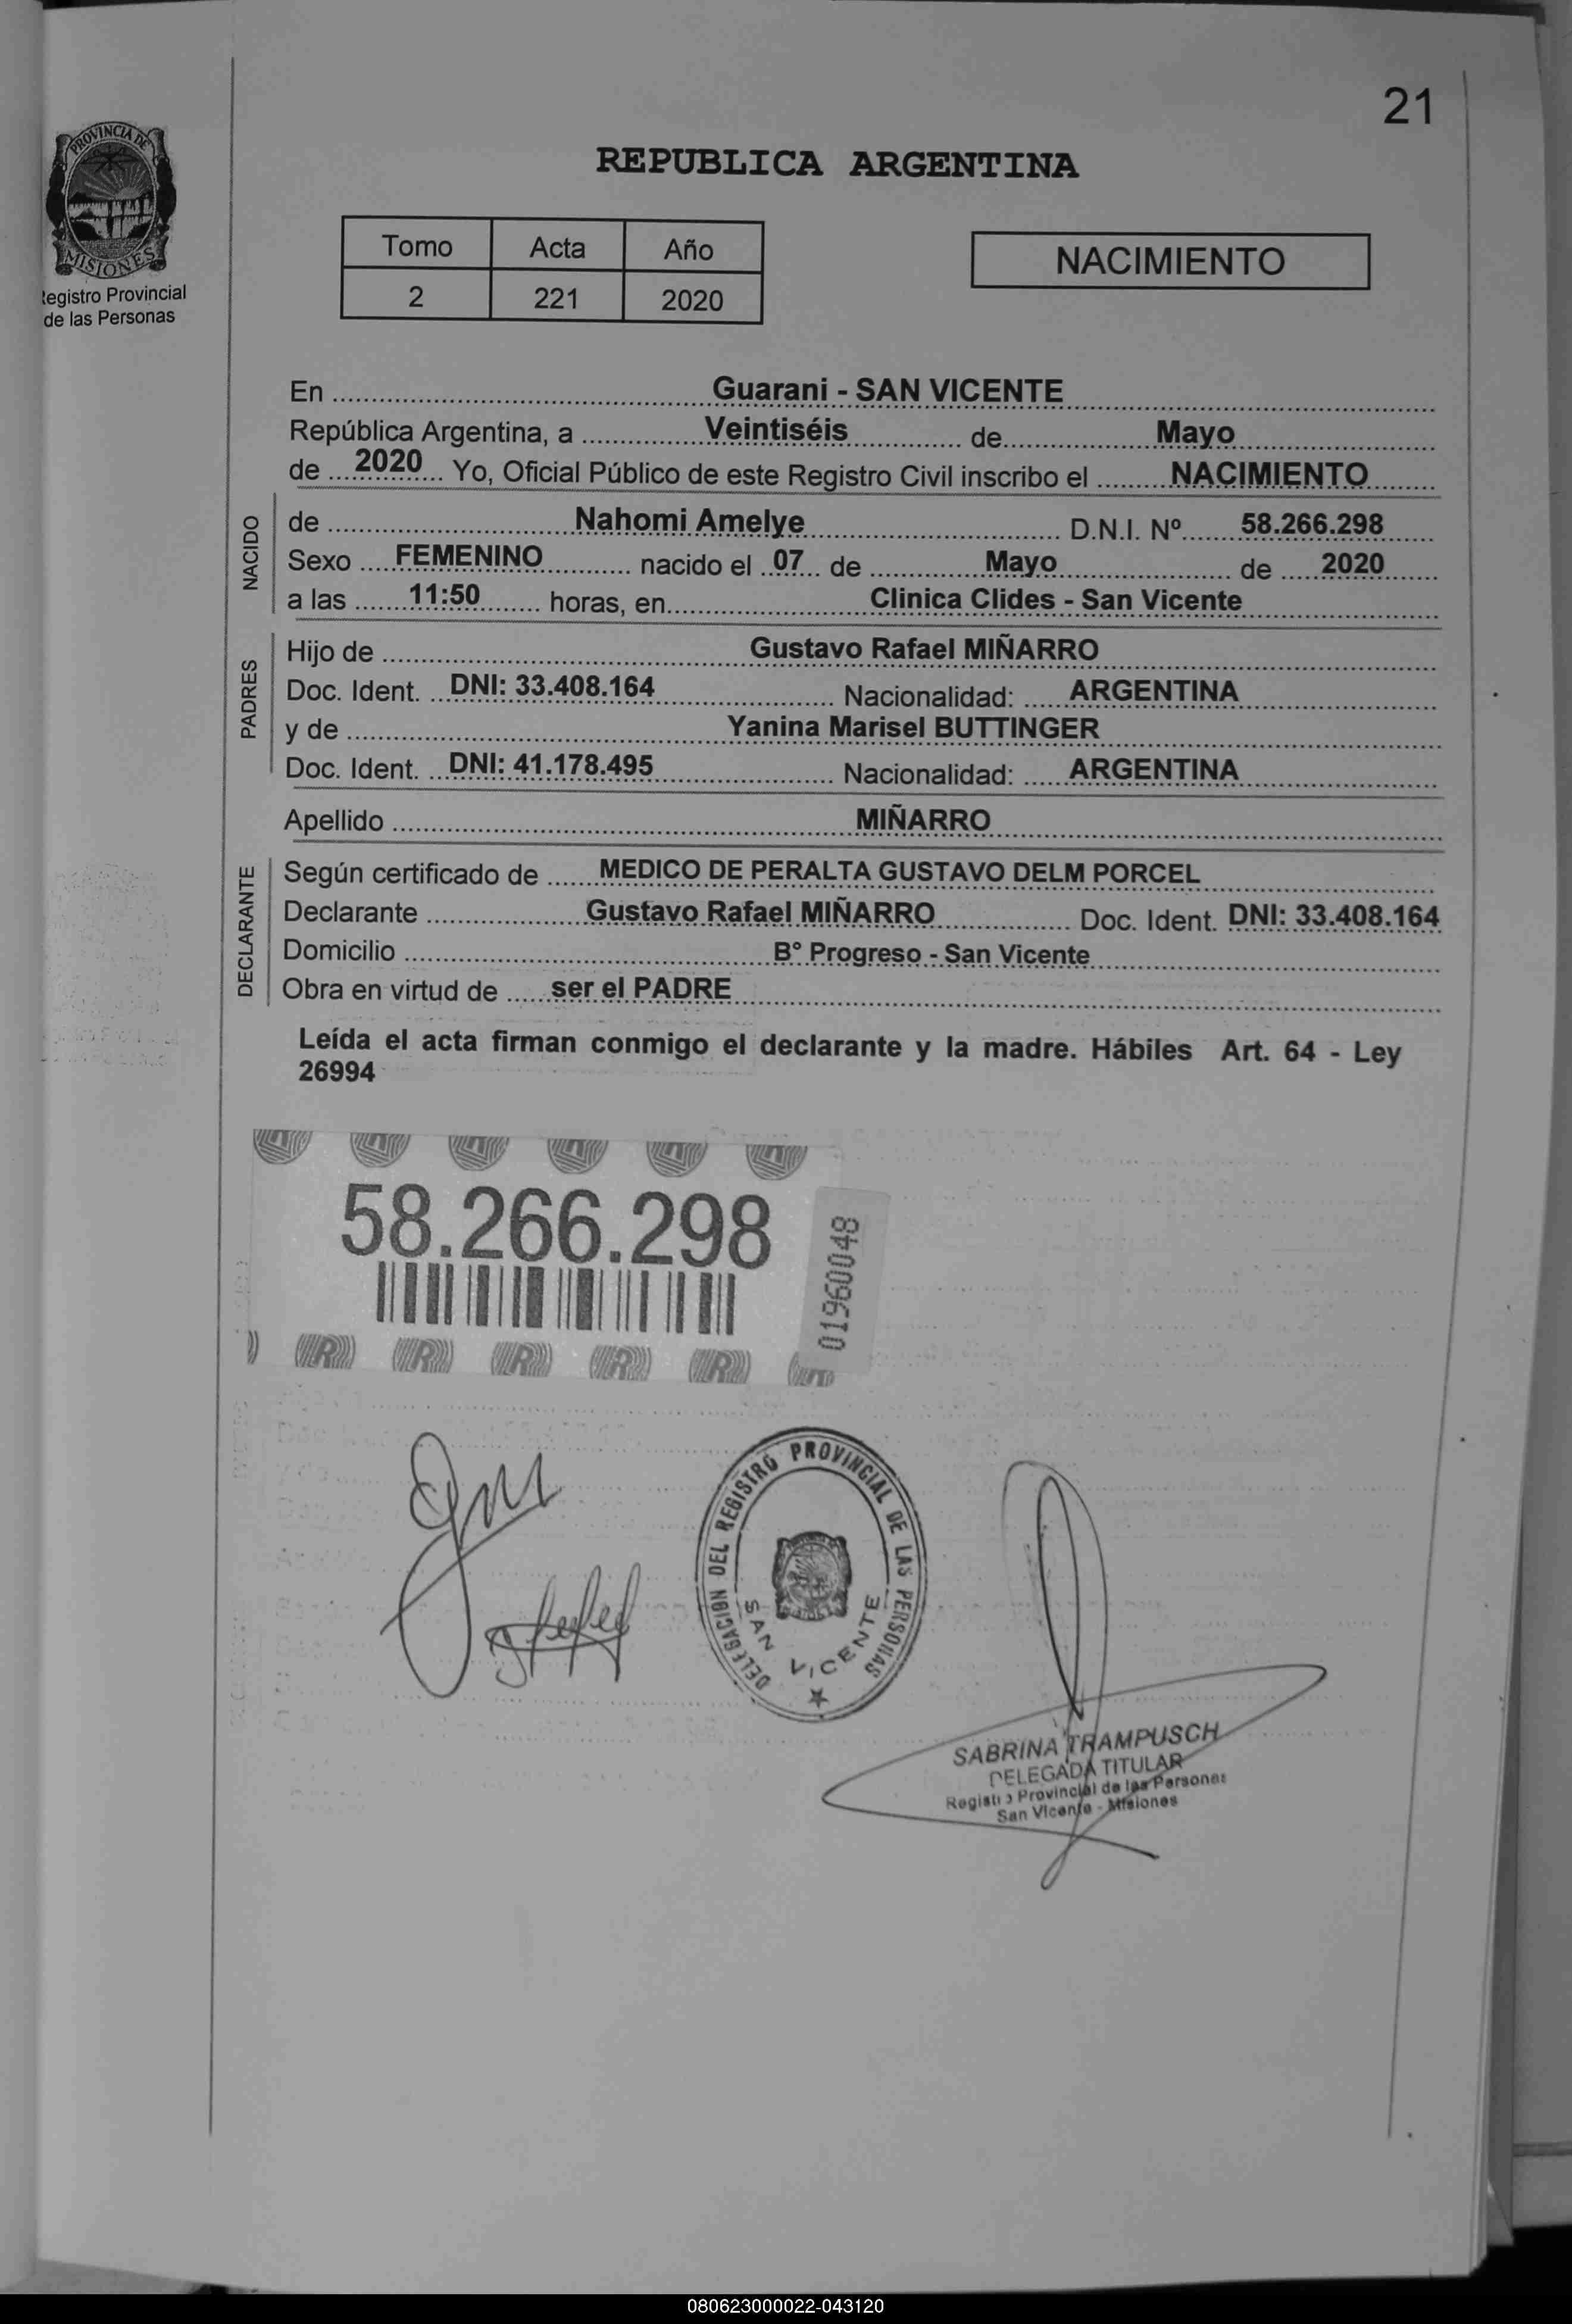 21
PROVINCIA DE
MISIONES
egistro Provincial
de las Personas
REPUBLICA ARGENTINA
Tomo Acta Año
2 221 2020
NACIMIENTO
En Guarani - SAN VICENTE
República Argentina, a Veintiséis de Mayo
de 2020 Yo, Oficial Público de este Registro Civil inscribo el NACIMIENTO
NACIDO
de Nahomi Amelye D.N.I. Nº 58.266.298
Sexo FEMENINO nacido el 07 de Mayo de 2020
a las 11:50 horas, en Clinica Clides - San Vicente
PADRES
Hijo de Gustavo Rafael MIÑARRO
Doc. Ident. DNI: 33.408.164 Nacionalidad: ARGENTINA
y de Yanina Marisel BUTTINGER
Doc. Ident. DNI: 41.178.495 Nacionalidad: ARGENTINA
Apellido MIÑARRO
DECLARANTE
Según certificado de MEDICO DE PERALTA GUSTAVO DELM PORCEL
Declarante Gustavo Rafael MIÑARRO Doc. Ident. DNI: 33.408.164
Domicilio B° Progreso - San Vicente
Obra en virtud de ser el PADRE
Leída el acta firman conmigo el declarante y la madre. Hábiles Art. 64 - Ley
26994
58.266.298
01960048
DELEGACION DEL REGISTRO PROVINCIAL DE LAS PERSONAS
SAN VICENTE
SABRINA TRAMPUSCH
DELEGADA TITULAR
Registro Provincial de las Personas
San Vicente - Misiones
080623000022-043120